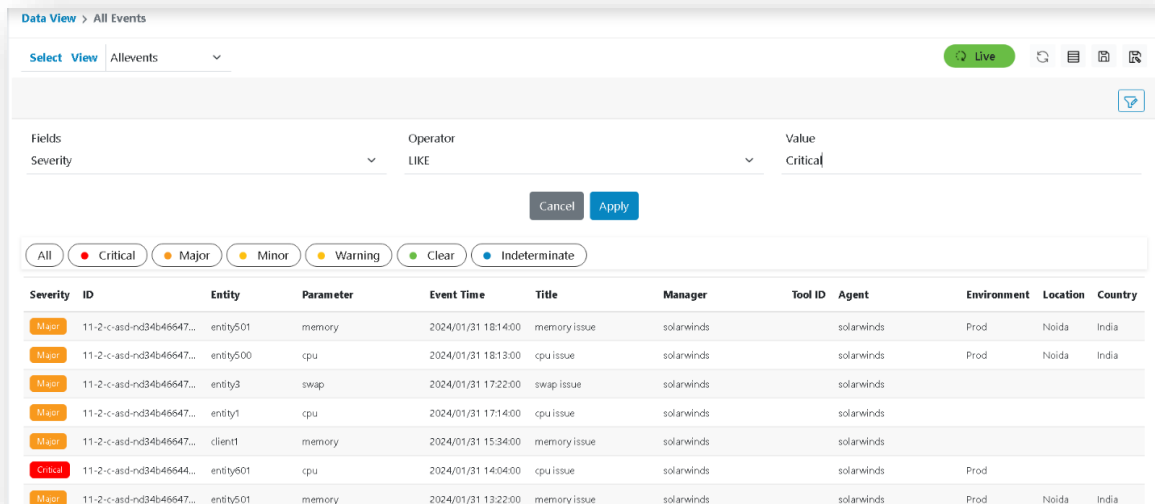 Data View > All Events
Select View Allevents Live
Fields Operator Value
Severity LIKE Critical
Cancel Apply
All Critical Major Minor Warning Clear Indeterminate
Severity ID Entity Parameter Event Time Title Manager Tool ID Agent Environment Location Country
Major 11-2-c-asd-nd34b46647... entity501 memory 2024/01/31 18:14:00 memory issue solarwinds solarwinds Prod Noida India
Major 11-2-c-asd-nd34b46647... entity500 cpu 2024/01/31 18:13:00 cpu issue solarwinds solarwinds Prod Noida India
Major 11-2-c-asd-nd34b46647... entity3 swap 2024/01/31 17:22:00 swap issue solarwinds solarwinds
Major 11-2-c-asd-nd34b46647... entity1 cpu 2024/01/31 17:14:00 cpu issue solarwinds solarwinds
Major 11-2-c-asd-nd34b46647... client1 memory 2024/01/31 15:34:00 memory issue solarwinds solarwinds
Critical 11-2-c-asd-nd34b46644... entity601 cpu 2024/01/31 14:04:00 cpu issue solarwinds solarwinds Prod
Major 11-2-c-asd-nd34b46647... entity501 memory 2024/01/31 13:22:00 memory issue solarwinds solarwinds Prod Noida India